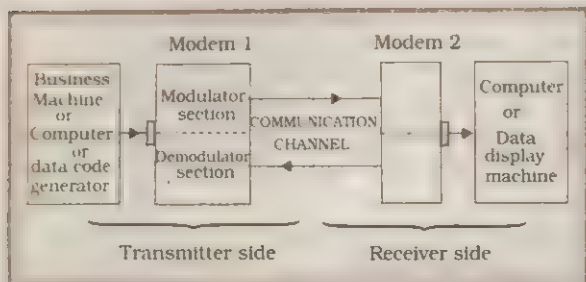 Modem 1
Modem 2
Business
Machine
or
Computer
or
data code
generator
Modulator
section
Demodulator
section
COMMUNICATION
CHANNEL
Computer
or
Data
display
machine
Transmitter side
Receiver side